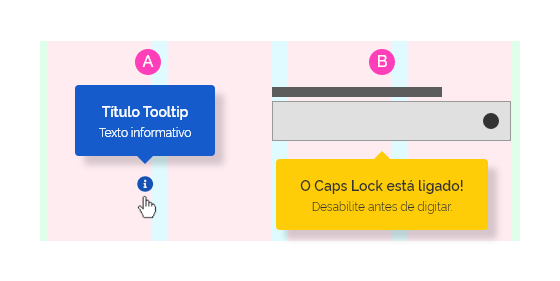 A
B
Título Tooltip
Texto informativo
O Caps Lock está ligado!
Desabilite antes de digitar.